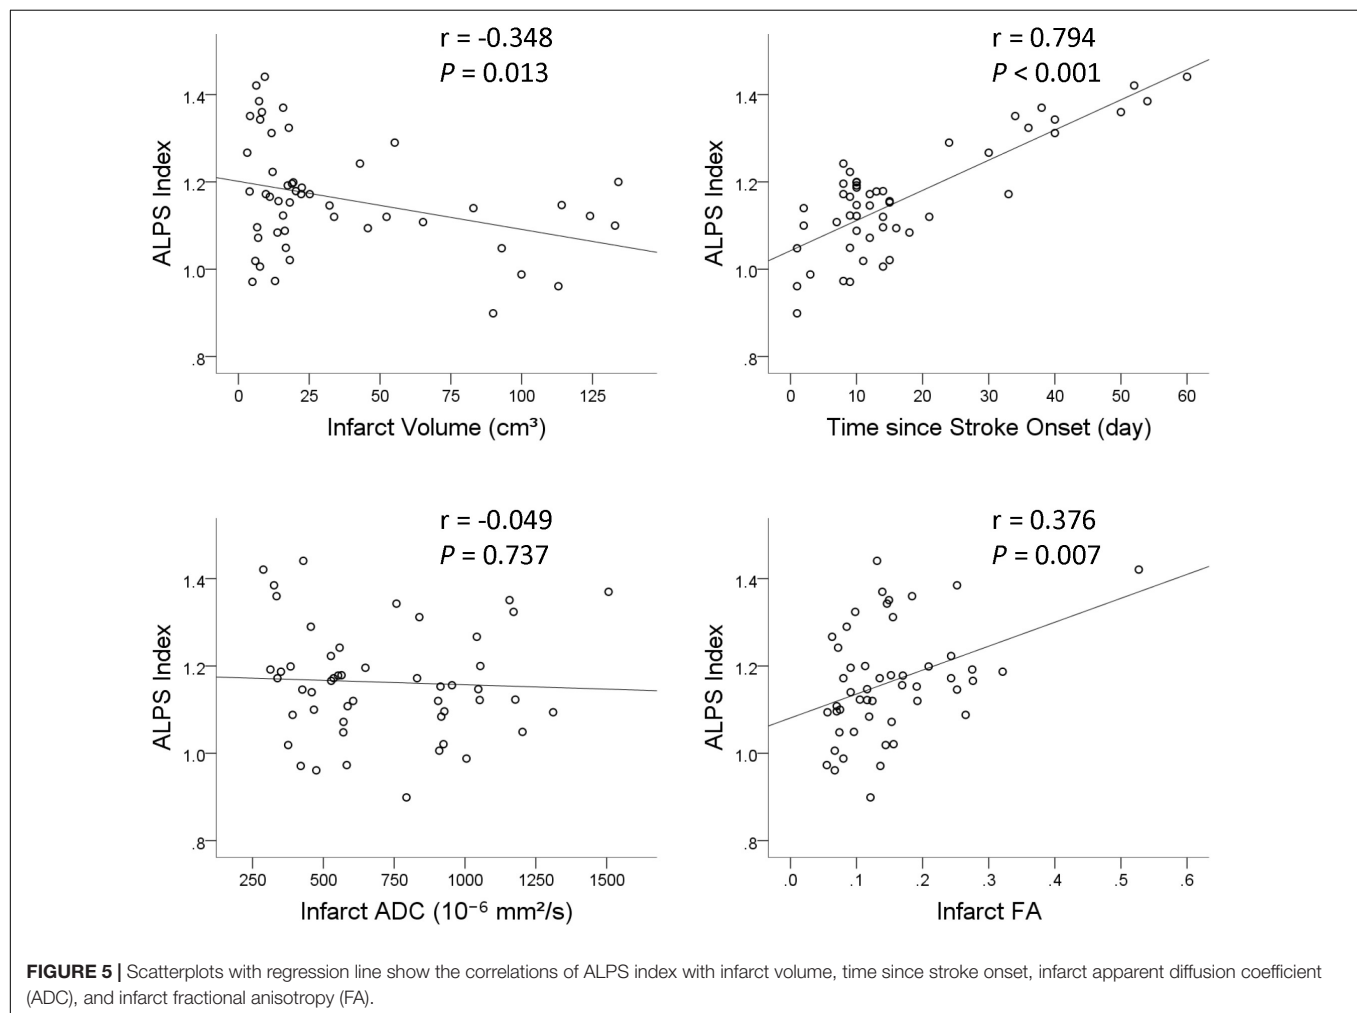 r = -0.348
P = 0.013
1.4
1.2
1.0
.8
ALPS Index
0 25 50 75 100 125
Infarct Volume (cm³)
r = 0.794
P < 0.001
1.4
1.2
1.0
.8
ALPS Index
0 10 20 30 40 50 60
Time since Stroke Onset (day)
r = -0.049
P = 0.737
1.4
1.2
1.0
.8
ALPS Index
250 500 750 1000 1250 1500
Infarct ADC (10⁻⁶ mm²/s)
r = 0.376
P = 0.007
1.4
1.2
1.0
.8
ALPS Index
.0 .1 .2 .3 .4 .5 .6
Infarct FA
FIGURE 5 | Scatterplots with regression line show the correlations of ALPS index with infarct volume, time since stroke onset, infarct apparent diffusion coefficient
(ADC), and infarct fractional anisotropy (FA).